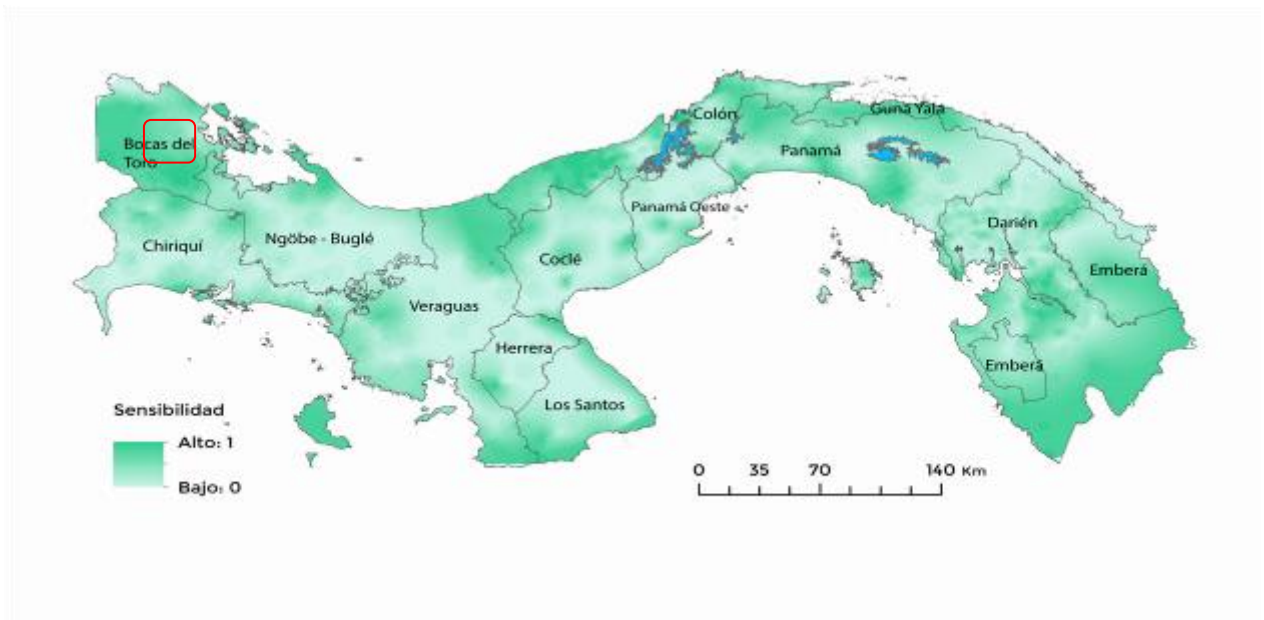 Colón
Guna Yala
Bocas del
Toro
Panamá
Panamá Oeste
Darién
Chiriquí
Ngöbe - Buglé
Coclé
Emberá
Veraguas
Herrera
Emberá
Los Santos
Sensibilidad
Alto: 1
Bajo: 0
0 35 70 140 Km